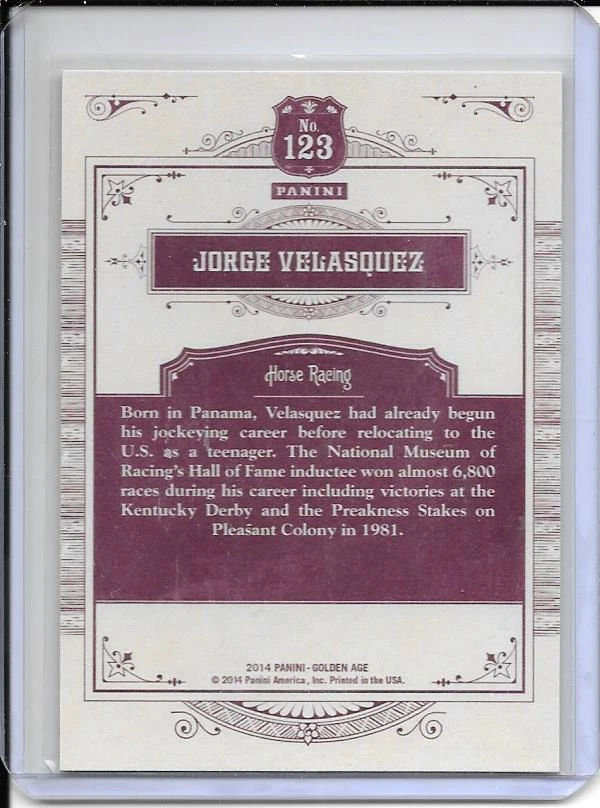 No.
123
PANINI
JORGE VELASQUEZ
Horse Racing
Born in Panama, Velasquez had already begun
his jockeying career before relocating to the
U.S. as a teenager. The National Museum of
Racing's Hall of Fame inductee won almost 6,800
races during his career including victories at the
Kentucky Derby and the Preakness Stakes on
Pleasant Colony in 1981.
2014 PANINI - GOLDEN AGE
© 2014 Panini America, Inc. Printed in the USA.